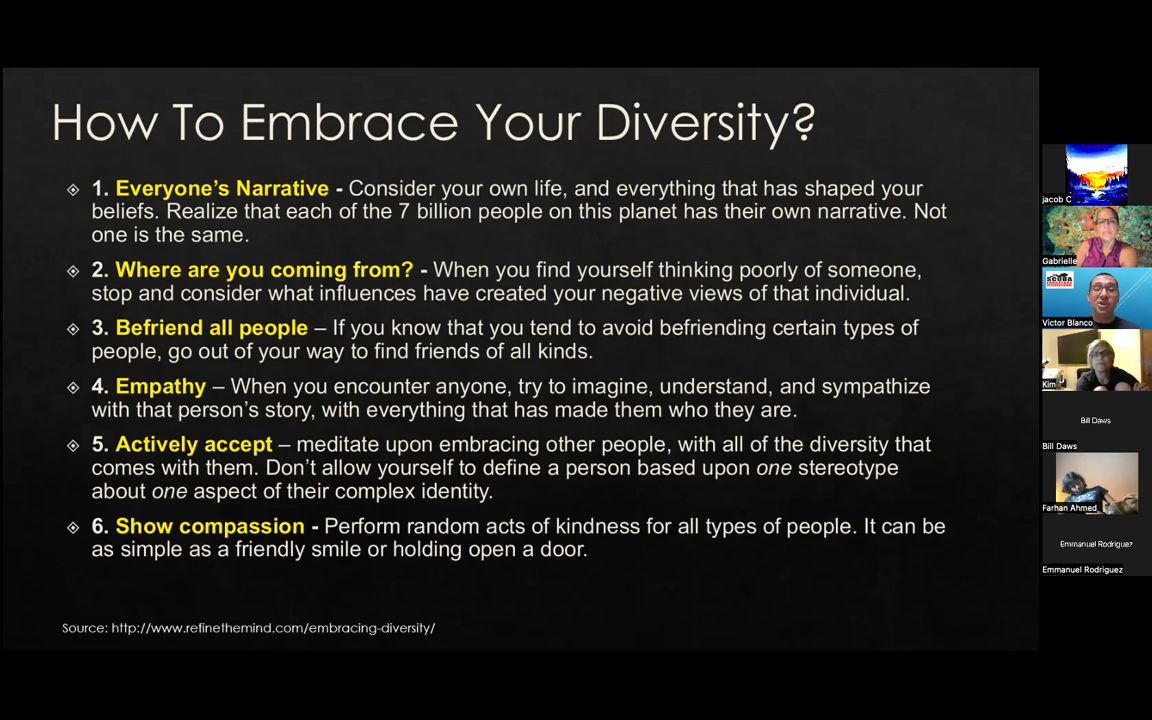 How To Embrace Your Diversity?
1. Everyone’s Narrative - Consider your own life, and everything that has shaped your
beliefs. Realize that each of the 7 billion people on this planet has their own narrative. Not
one is the same.
2. Where are you coming from? - When you find yourself thinking poorly of someone,
stop and consider what influences have created your negative views of that individual.
3. Befriend all people – If you know that you tend to avoid befriending certain types of
people, go out of your way to find friends of all kinds.
4. Empathy – When you encounter anyone, try to imagine, understand, and sympathize
with that person’s story, with everything that has made them who they are.
5. Actively accept – meditate upon embracing other people, with all of the diversity that
comes with them. Don’t allow yourself to define a person based upon one stereotype
about one aspect of their complex identity.
6. Show compassion - Perform random acts of kindness for all types of people. It can be
as simple as a friendly smile or holding open a door.
Source: http://www.refinethemind.com/embracing-diversity/
jacob C
Gabrielle
SCUBA
Victor Blanco
Kim
Bill Daws
Bill Daws
Farhan Ahmed
Emmanuel Rodriguez
Emmanuel Rodriguez